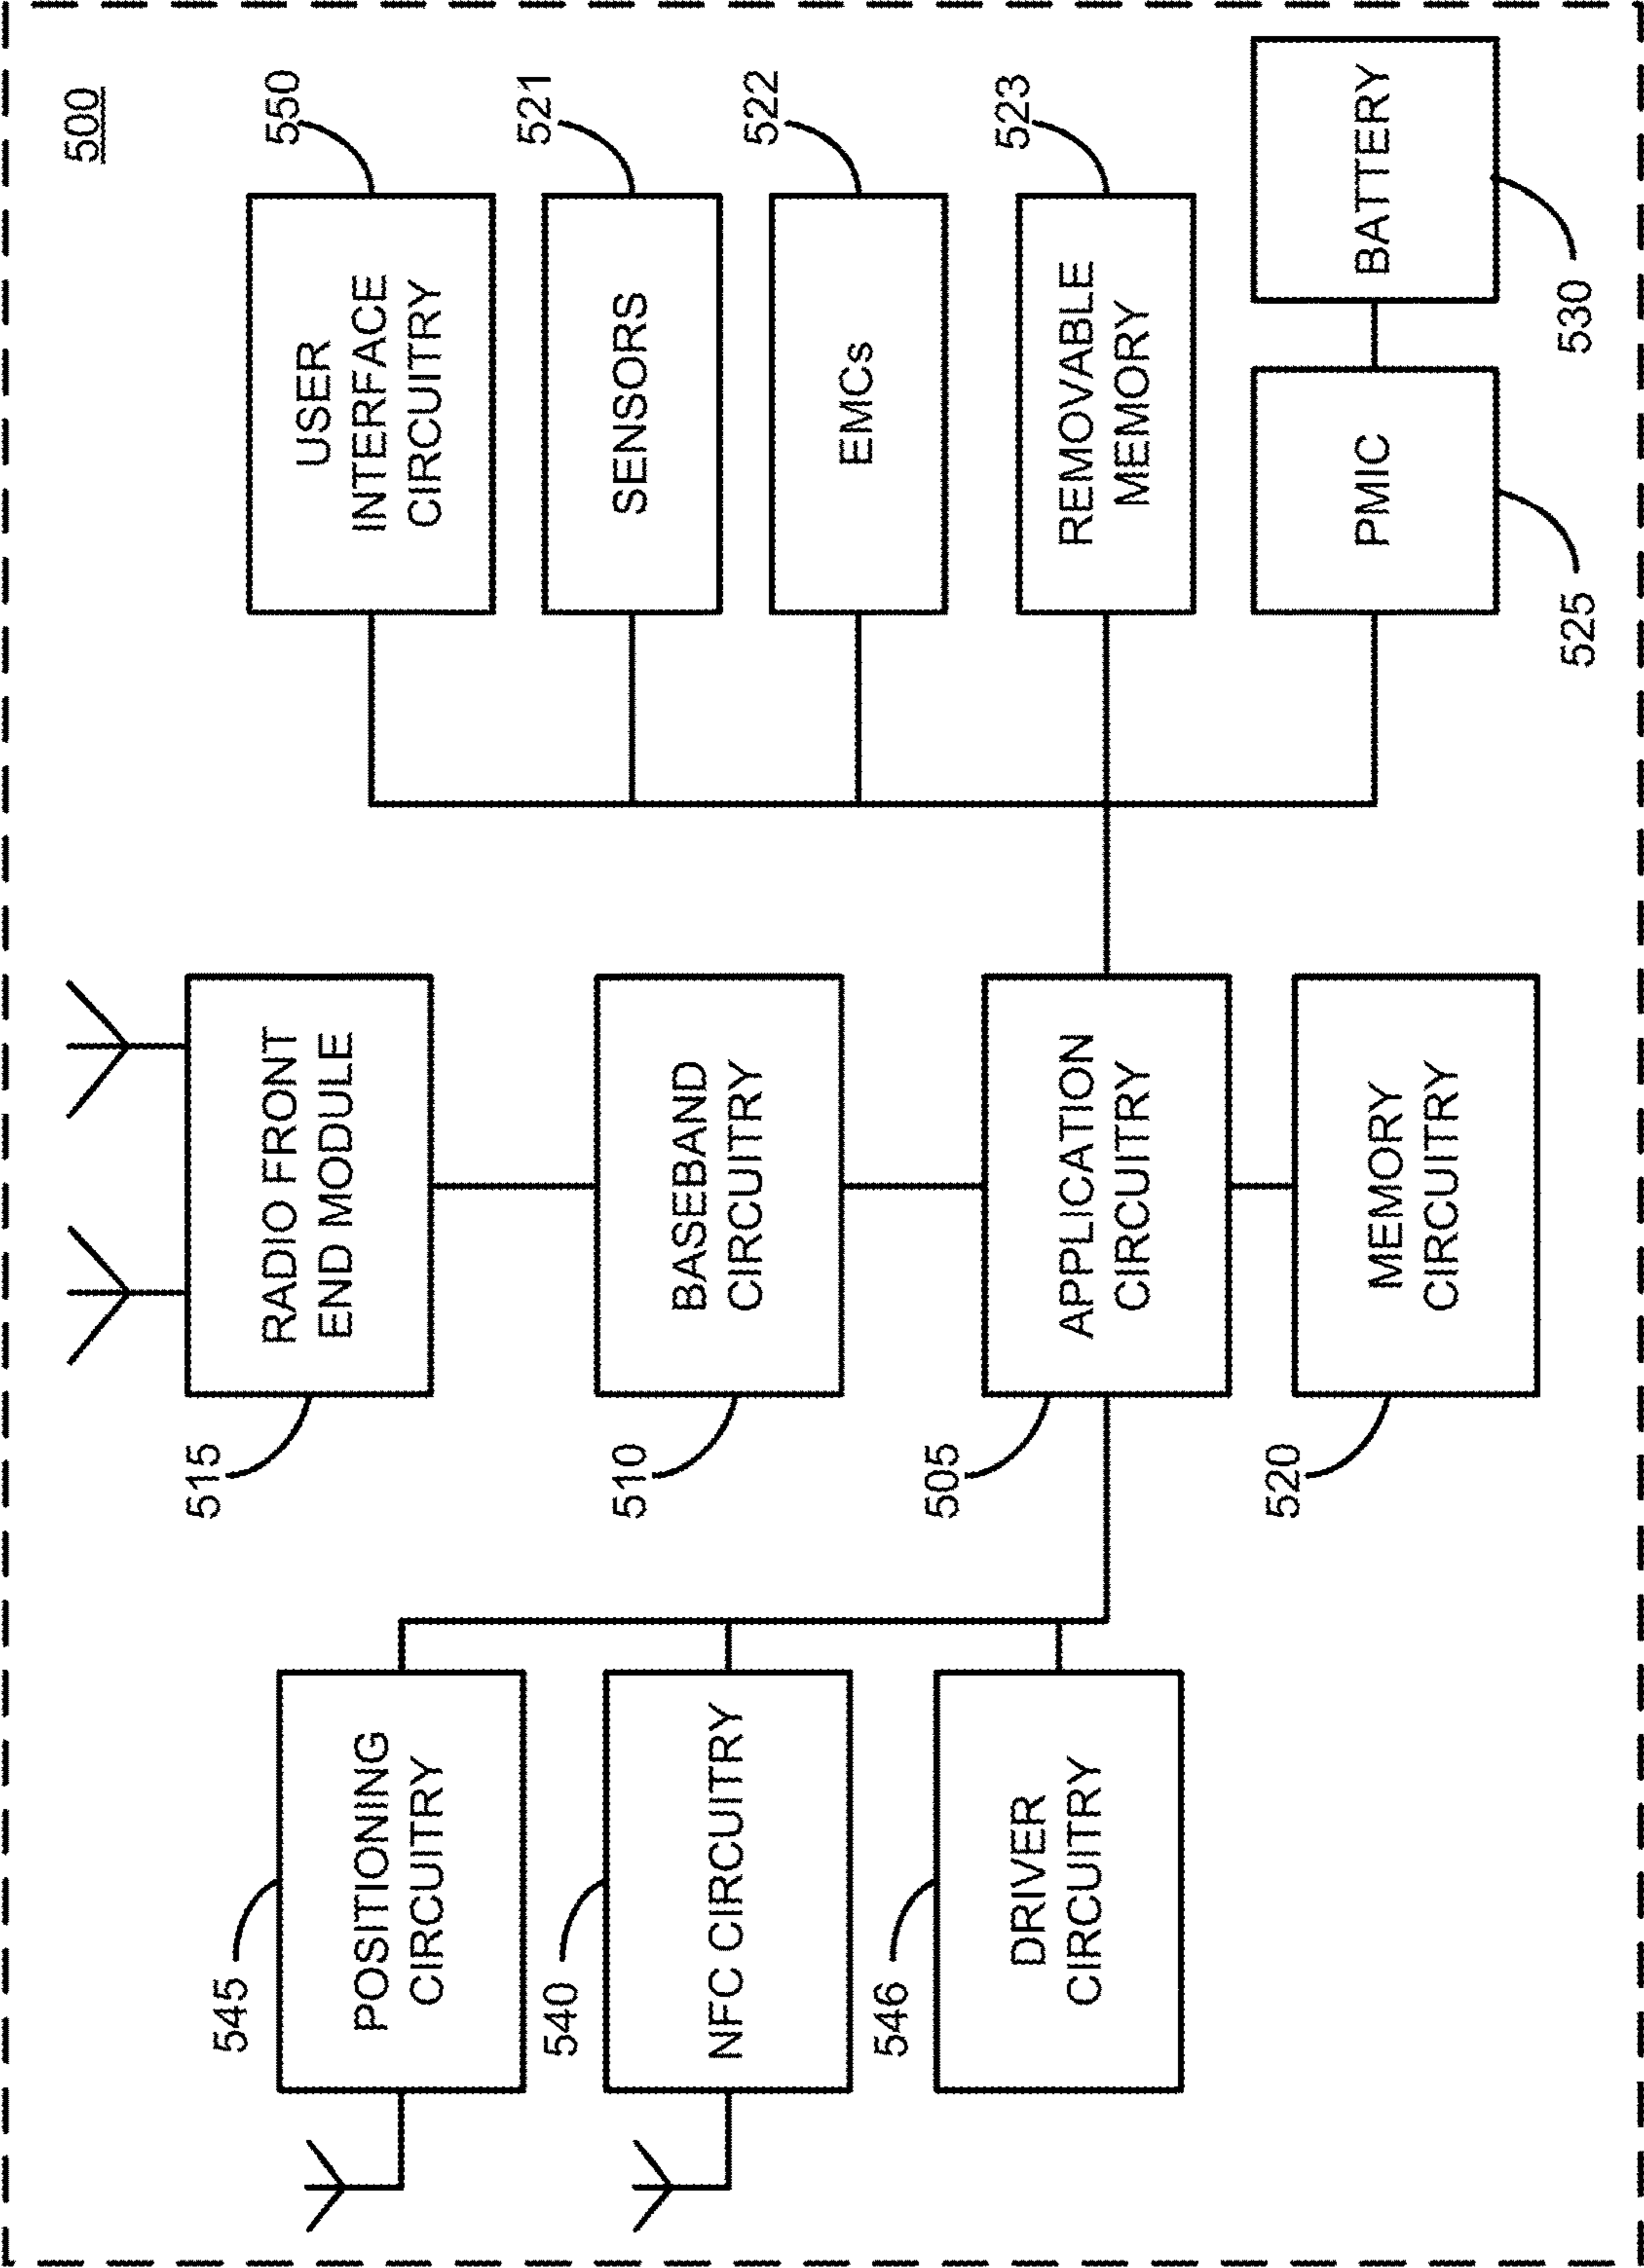 500
515
RADIO FRONT
END MODULE
545
POSITIONING
CIRCUITRY
550
USER
INTERFACE
CIRCUITRY
510
BASEBAND
CIRCUITRY
540
NFC CIRCUITRY
521
SENSORS
522
EMCs
505
APPLICATION
CIRCUITRY
546
DRIVER
CIRCUITRY
523
REMOVABLE
MEMORY
520
MEMORY
CIRCUITRY
PMIC
525
BATTERY
530